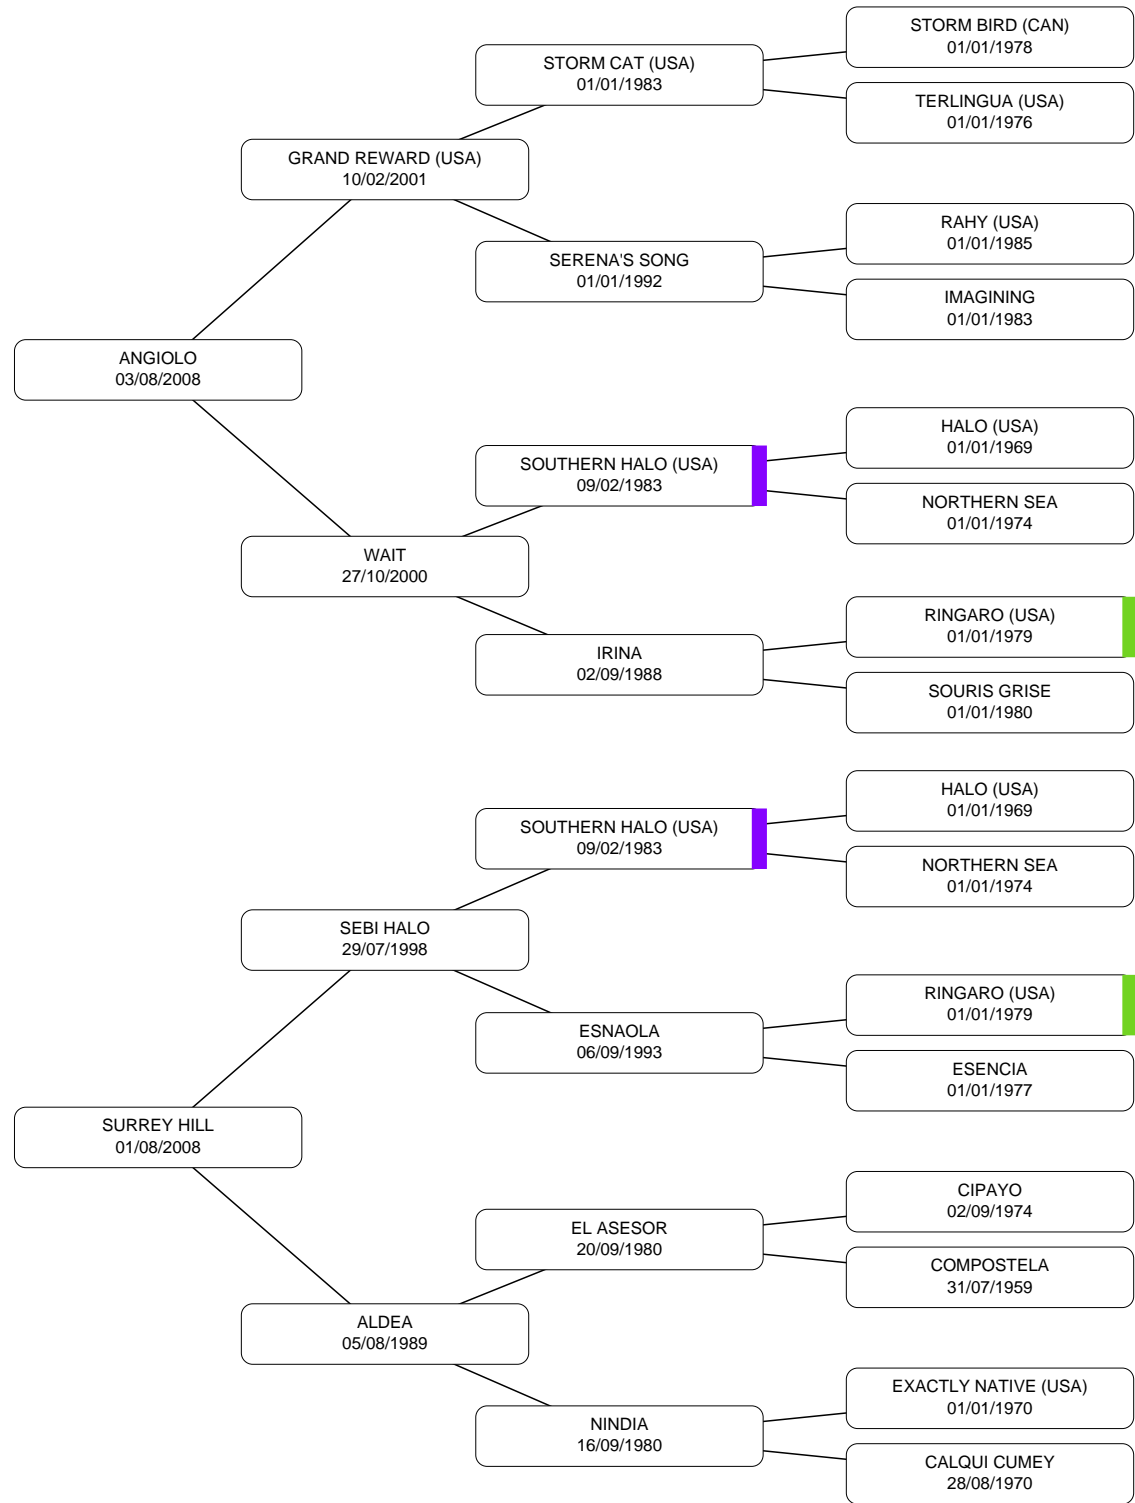 STORM BIRD (CAN)
01/01/1978
STORM CAT (USA)
01/01/1983
TERLINGUA (USA)
01/01/1976
GRAND REWARD (USA)
10/02/2001
RAHY (USA)
01/01/1985
SERENA'S SONG
01/01/1992
IMAGINING
01/01/1983
ANGIOLO
03/08/2008
HALO (USA)
01/01/1969
SOUTHERN HALO (USA)
09/02/1983
NORTHERN SEA
01/01/1974
WAIT
27/10/2000
RINGARO (USA)
01/01/1979
IRINA
02/09/1988
SOURIS GRISE
01/01/1980
HALO (USA)
01/01/1969
SOUTHERN HALO (USA)
09/02/1983
NORTHERN SEA
01/01/1974
SEBI HALO
29/07/1998
RINGARO (USA)
01/01/1979
ESNAOLA
06/09/1993
ESENCIA
01/01/1977
SURREY HILL
01/08/2008
CIPAYO
02/09/1974
EL ASESOR
20/09/1980
COMPOSTELA
31/07/1959
ALDEA
05/08/1989
EXACTLY NATIVE (USA)
01/01/1970
NINDIA
16/09/1980
CALQUI CUMEY
28/08/1970